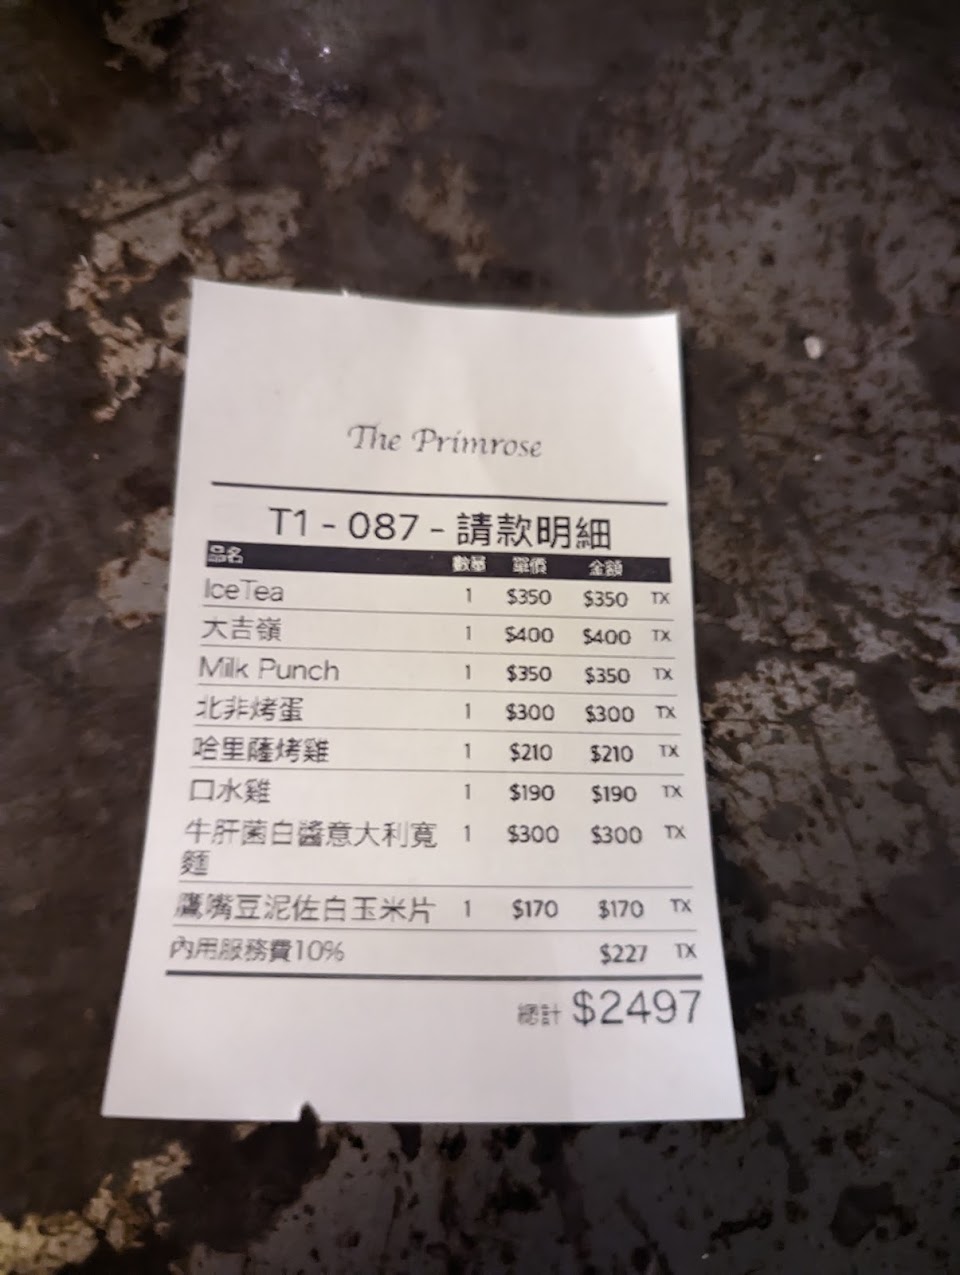 The Primrose
T1 - 087 - 請款明細
品名 數量 單價 金額
IceTea 1 $350 $350 TX
大吉嶺 1 $400 $400 TX
Milk Punch 1 $350 $350 TX
北非烤蛋 1 $300 $300 TX
哈里薩烤雞 1 $210 $210 TX
口水雞 1 $190 $190 TX
牛肝菌白醬意大利寬 1 $300 $300 TX
麵
鷹嘴豆泥佐白玉米片 1 $170 $170 TX
內用服務費10% $227 TX
總計 $2497